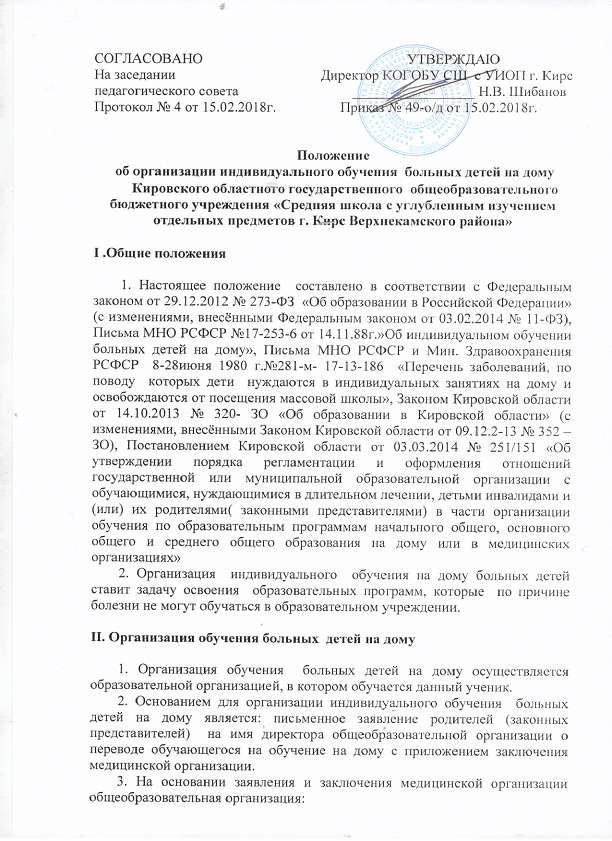 СОГЛАСОВАНО УТВЕРЖДАЮ
На заседании Директор КОГОБУ СШ с УИОП г. Кирс
педагогического совета Н.В. Шибанов
Протокол № 4 от 15.02.2018г. Приказ № 49-о/д от 15.02.2018г.
Положение
об организации индивидуального обучения больных детей на дому
Кировского областного государственного общеобразовательного
бюджетного учреждения «Средняя школа с углубленным изучением
отдельных предметов г. Кирс Верхнекамского района»
I .Общие положения
1. Настоящее положение составлено в соответствии с Федеральным
законом от 29.12.2012 № 273-ФЗ «Об образовании в Российской Федерации»
(с изменениями, внесёнными Федеральным законом от 03.02.2014 № 11-ФЗ),
Письма МНО РСФСР №17-253-6 от 14.11.88г.»Об индивидуальном обучении
больных детей на дому», Письма МНО РСФСР и Мин. Здравоохранения
РСФСР 8-28июня 1980 г.№281-м- 17-13-186 «Перечень заболеваний, по
поводу которых дети нуждаются в индивидуальных занятиях на дому и
освобождаются от посещения массовой школы», Законом Кировской области
от 14.10.2013 № 320- ЗО «Об образовании в Кировской области» (с
изменениями, внесёнными Законом Кировской области от 09.12.2-13 № 352 –
ЗО), Постановлением Кировской области от 03.03.2014 № 251/151 «Об
утверждении порядка регламентации и оформления отношений
государственной или муниципальной образовательной организации с
обучающимися, нуждающимися в длительном лечении, детьми инвалидами и
(или) их родителями( законными представителями) в части организации
обучения по образовательным программам начального общего, основного
общего и среднего общего образования на дому или в медицинских
организациях»
2. Организация индивидуального обучения на дому больных детей
ставит задачу освоения образовательных программ, которые по причине
болезни не могут обучаться в образовательном учреждении.
II. Организация обучения больных детей на дому
1. Организация обучения больных детей на дому осуществляется
образовательной организацией, в котором обучается данный ученик.
2. Основанием для организации индивидуального обучения больных
детей на дому является: письменное заявление родителей (законных
представителей) на имя директора общеобразовательной организации о
переводе обучающегося на обучение на дому с приложением заключения
медицинской организации.
3. На основании заявления и заключения медицинской организации
общеобразовательная организация: